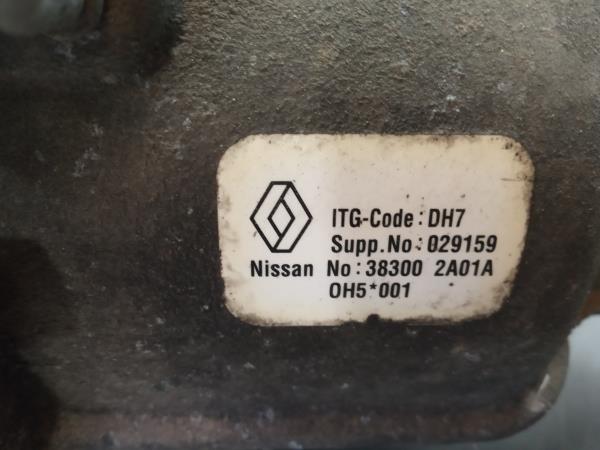 ITG-Code: DH7
Supp.No: 029159
Nissan No: 38300 2A01A
OH5*001